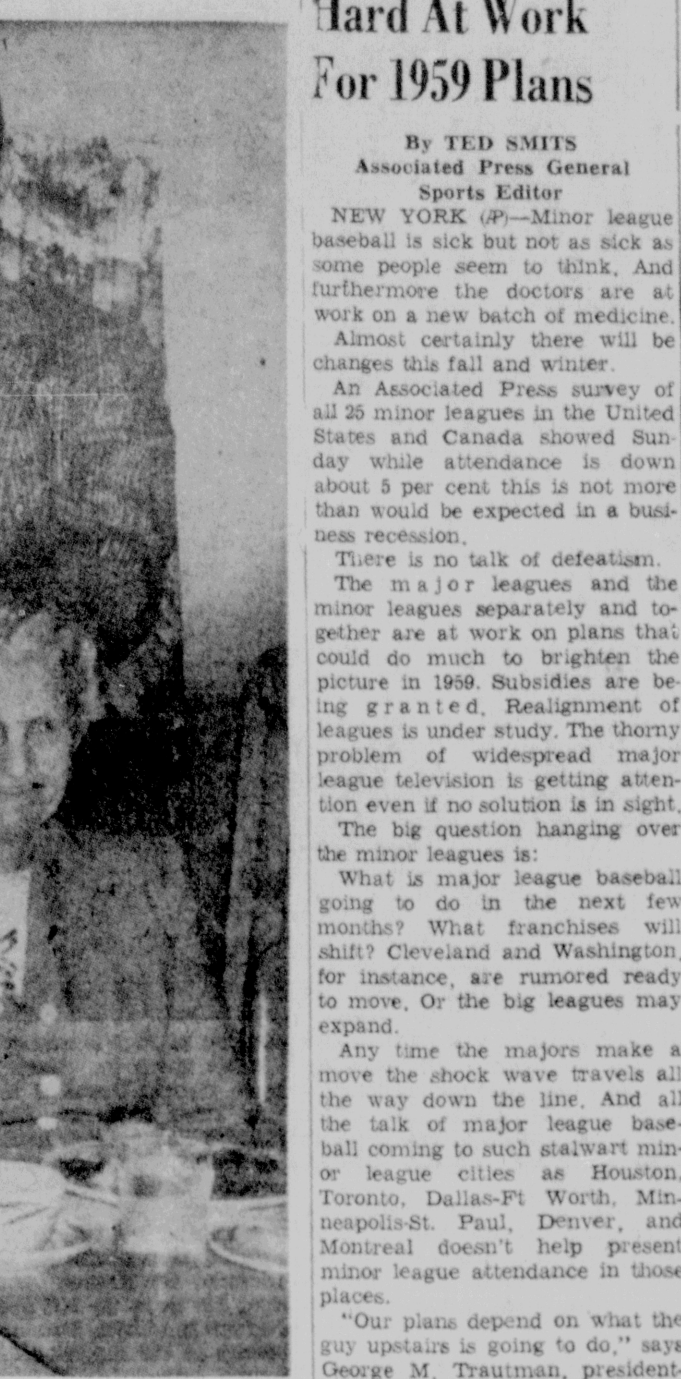 Hard At Work
For 1959 Plans
By TED SMITS
Associated Press General
Sports Editor
NEW YORK (AP)—Minor league
baseball is sick but not as sick as
some people seem to think. And
furthermore the doctors are at
work on a new batch of medicine.
Almost certainly there will be
changes this fall and winter.
An Associated Press survey of
all 25 minor leagues in the United
States and Canada showed Sun-
day while attendance is down
about 5 per cent this is not more
than would be expected in a busi-
ness recession.
There is no talk of defeatism.
The major leagues and the
minor leagues separately and to-
gether are at work on plans that
could do much to brighten the
picture in 1959. Subsidies are be-
ing granted. Realignment of
leagues is under study. The thorny
problem of widespread major
league television is getting atten-
tion even if no solution is in sight.
The big question hanging over
the minor leagues is:
What is major league baseball
going to do in the next few
months? What franchises will
shift? Cleveland and Washington,
for instance, are rumored ready
to move. Or the big leagues may
expand.
Any time the majors make a
move the shock wave travels all
the way down the line. And all
the talk of major league base-
ball coming to such stalwart min-
or league cities as Houston,
Toronto, Dallas-Ft Worth, Min-
neapolis-St. Paul, Denver, and
Montreal doesn't help present
minor league attendance in those
places.
"Our plans depend on what the
guy upstairs is going to do," says
George M. Trautman, president-